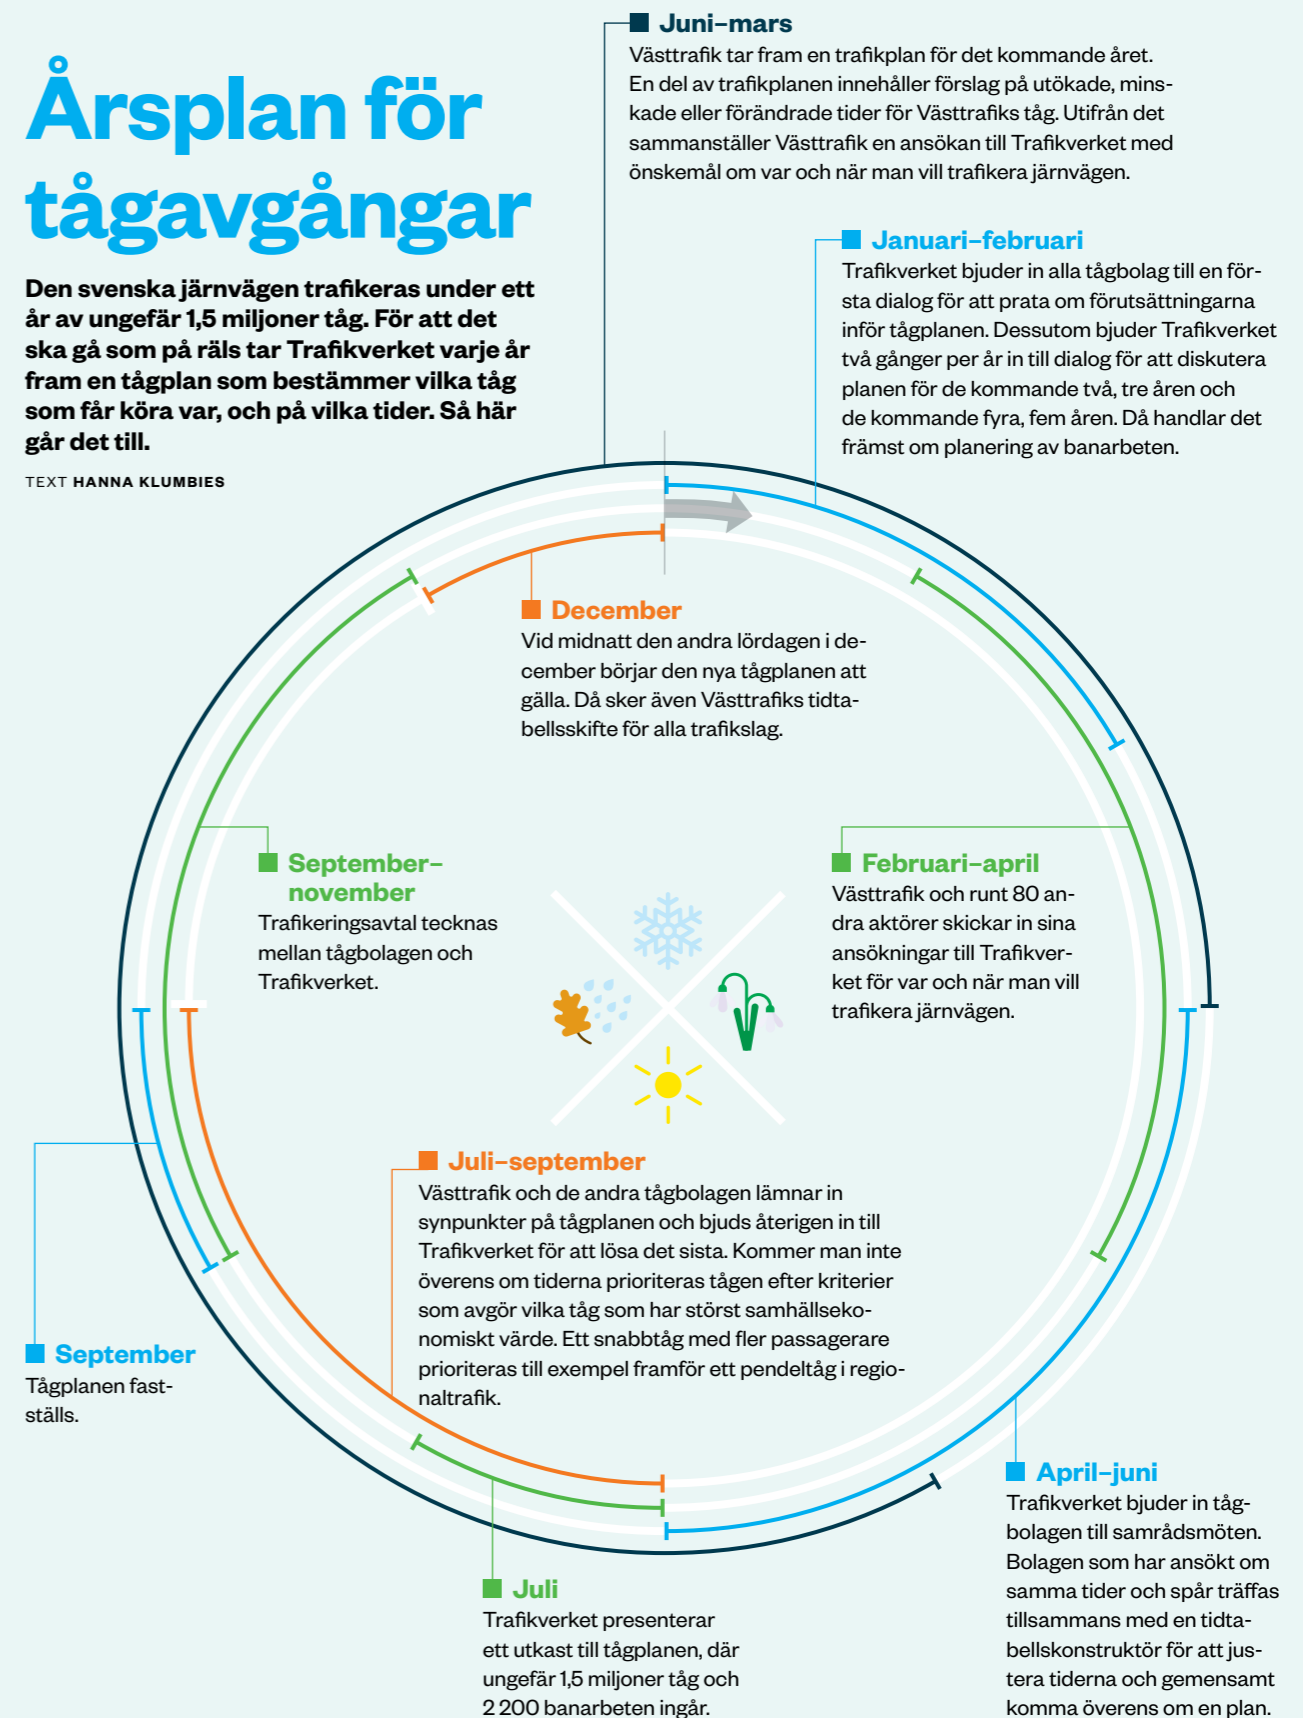 Årsplan för
tågavgångar
Den svenska järnvägen trafikeras under ett
år av ungefär 1,5 miljoner tåg. För att det
ska gå som på räls tar Trafikverket varje år
fram en tågplan som bestämmer vilka tåg
som får köra var, och på vilka tider. Så här
går det till.
TEXT HANNA KLUMBIES
Juni–mars
Västtrafik tar fram en trafikplan för det kommande året.
En del av trafikplanen innehåller förslag på utökade, mins-
kade eller förändrade tider för Västtrafiks tåg. Utifrån det
sammanställer Västtrafik en ansökan till Trafikverket med
önskemål om var och när man vill trafikera järnvägen.
Januari–februari
Trafikverket bjuder in alla tågbolag till en för-
sta dialog för att prata om förutsättningarna
inför tågplanen. Dessutom bjuder Trafikverket
två gånger per år in till dialog för att diskutera
planen för de kommande två, tre åren och
de kommande fyra, fem åren. Då handlar det
främst om planering av banarbeten.
December
Vid midnatt den andra lördagen i de-
cember börjar den nya tågplanen att
gälla. Då sker även Västtrafiks tidta-
bellsskifte för alla trafikslag.
September–
november
Trafikeringsavtal tecknas
mellan tågbolagen och
Trafikverket.
Februari–april
Västtrafik och runt 80 an-
dra aktörer skickar in sina
ansökningar till Trafikver-
ket för var och när man vill
trafikera järnvägen.
Juli–september
Västtrafik och de andra tågbolagen lämnar in
synpunkter på tågplanen och bjuds återigen in till
Trafikverket för att lösa det sista. Kommer man inte
överens om tiderna prioriteras tågen efter kriterier
som avgör vilka tåg som har störst samhällseko-
nomiskt värde. Ett snabbtåg med fler passagerare
prioriteras till exempel framför ett pendeltåg i regio-
naltrafik.
September
Tågplanen fast-
ställs.
April–juni
Trafikverket bjuder in tåg-
bolagen till samrådsmöten.
Bolagen som har ansökt om
samma tider och spår träffas
tillsammans med en tidta-
bellskonstruktör för att jus-
tera tiderna och gemensamt
komma överens om en plan.
Juli
Trafikverket presenterar
ett utkast till tågplanen, där
ungefär 1,5 miljoner tåg och
2 200 banarbeten ingår.